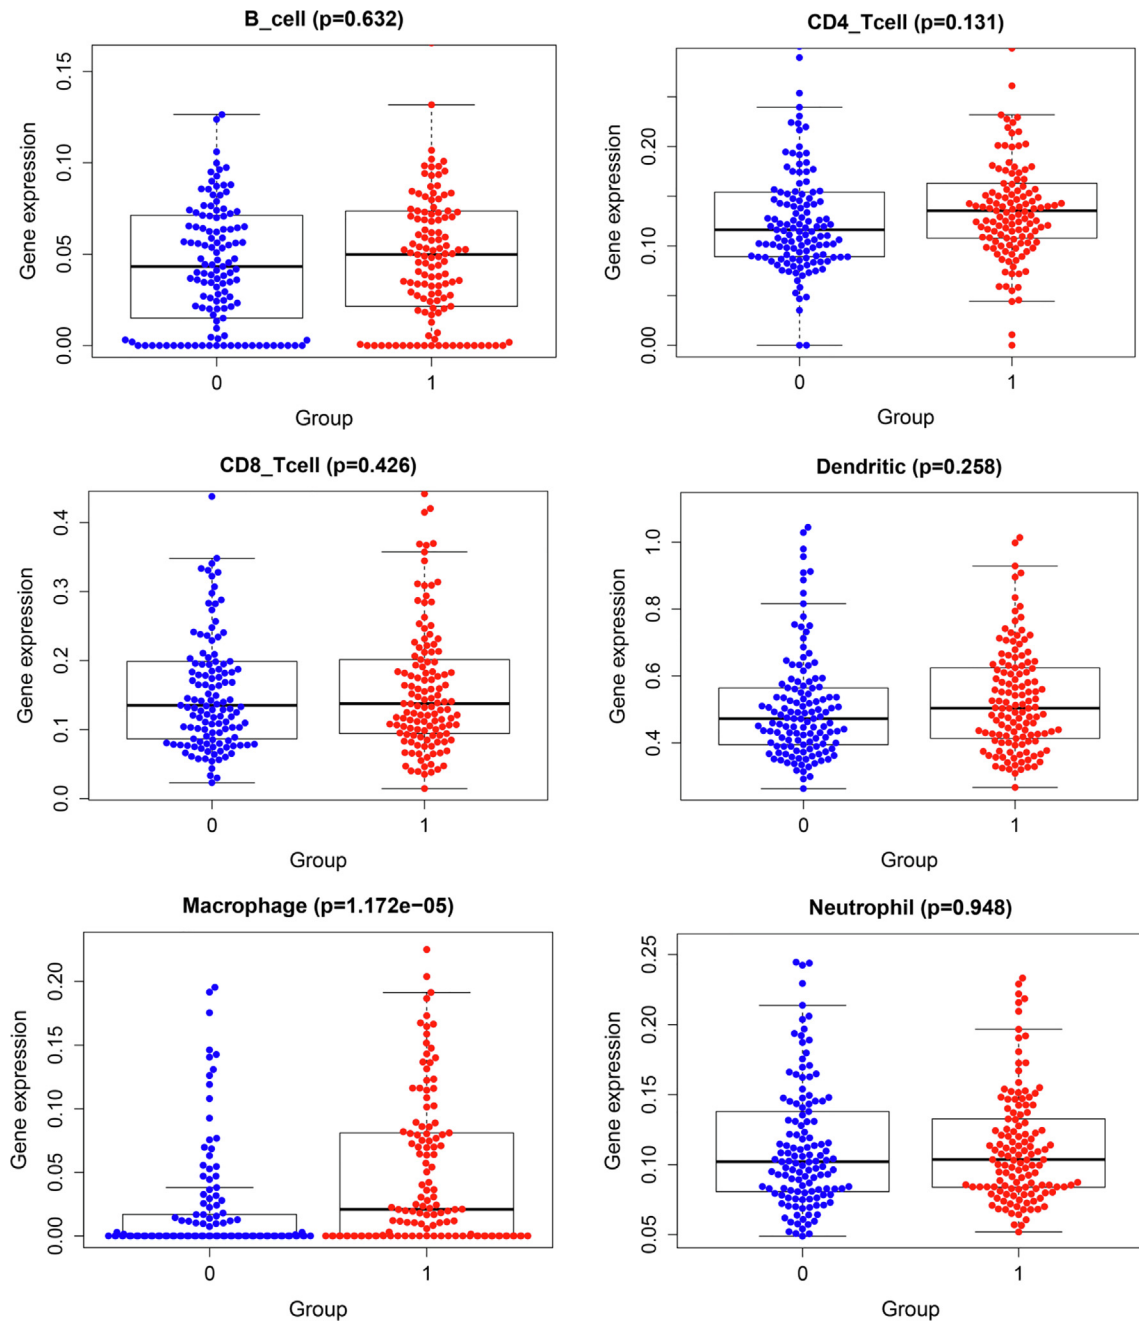 B_cell (p=0.632)
Gene expression
0.15
0.10
0.05
0.00
0 1
Group
CD4_Tcell (p=0.131)
Gene expression
0.20
0.10
0.00
0 1
Group
CD8_Tcell (p=0.426)
Gene expression
0.4
0.3
0.2
0.1
0.0
0 1
Group
Dendritic (p=0.258)
Gene expression
1.0
0.8
0.6
0.4
0 1
Group
Macrophage (p=1.172e−05)
Gene expression
0.20
0.15
0.10
0.05
0.00
0 1
Group
Neutrophil (p=0.948)
Gene expression
0.25
0.20
0.15
0.10
0.05
0 1
Group